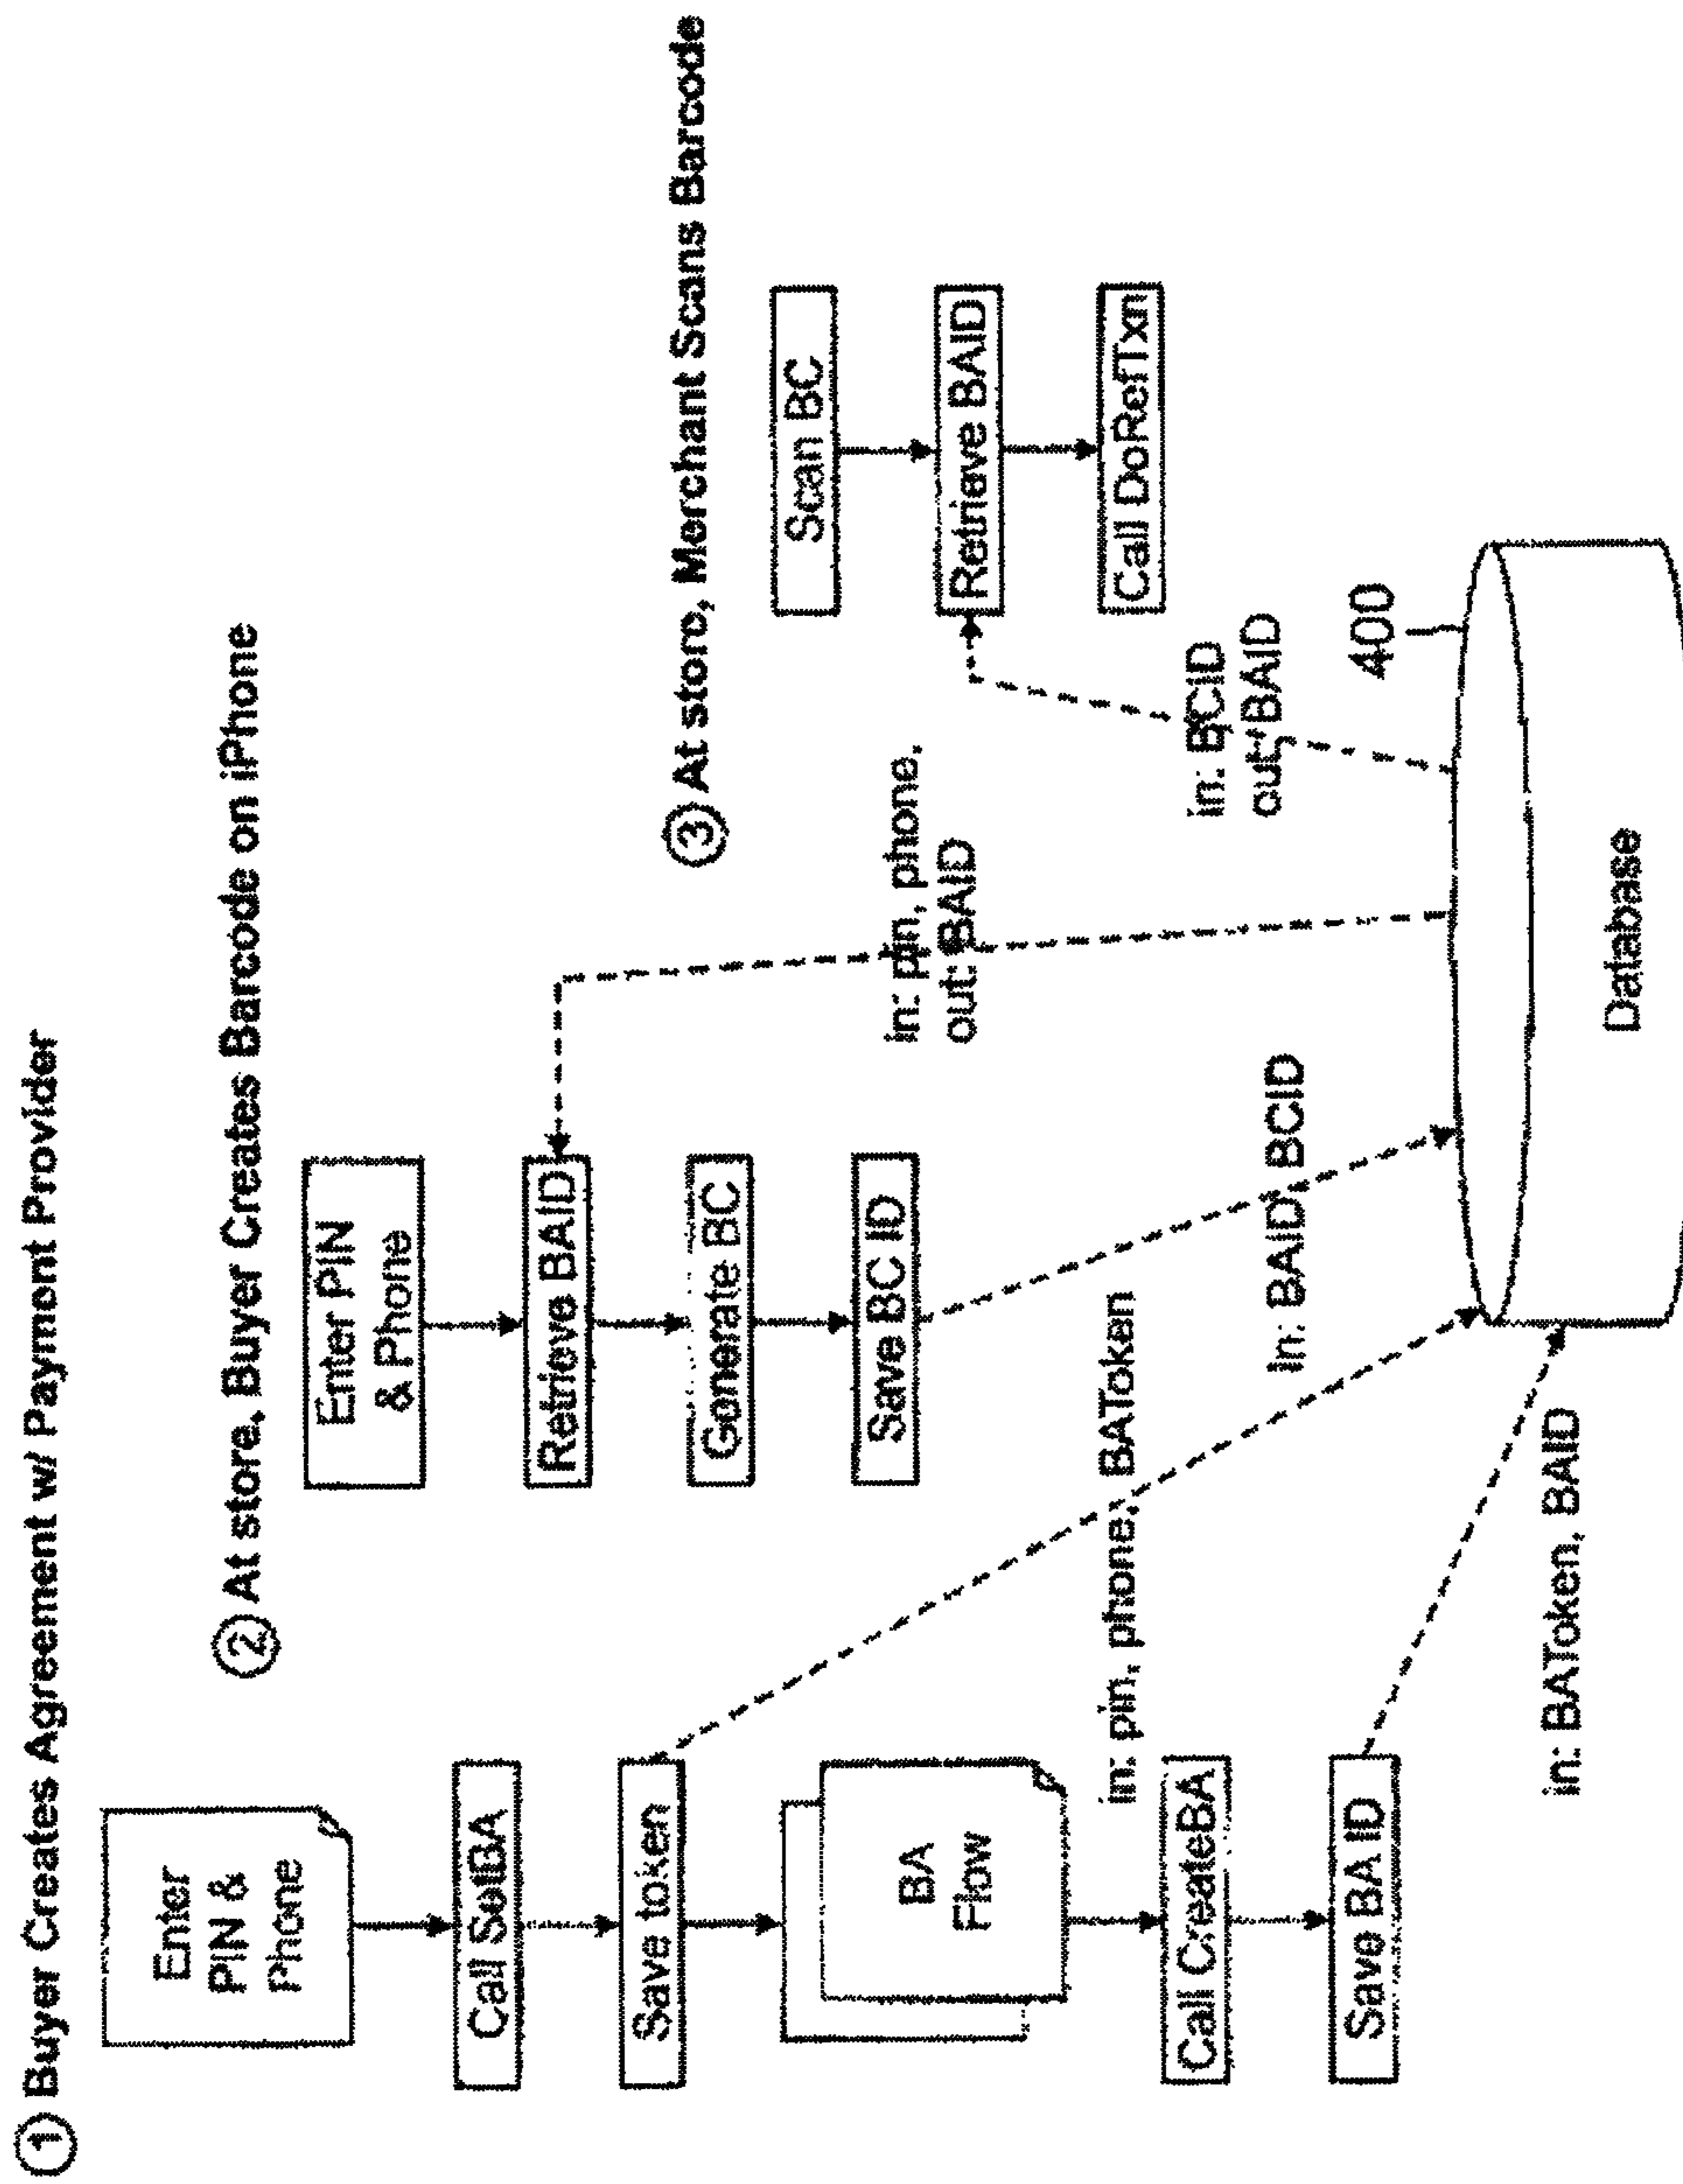 ① Buyer Creates Agreement w/ Payment Provider
Enter
PIN &
Phone
Call SetBA
Save token
BA
Flow
Call CreateBA
Save BA ID
in: pin, phone, BAToken
in: BAToken, BAID
② At store, Buyer Creates Barcode on iPhone
Enter PIN
& Phone
Retrieve BAID
Generate BC
Save BC ID
in: pin, phone,
out: BAID
In: BAID, BCID
③ At store, Merchant Scans Barcode
Scan BC
Retrieve BAID
Call DoRefTxn
in: BCID
out: BAID
400
Database